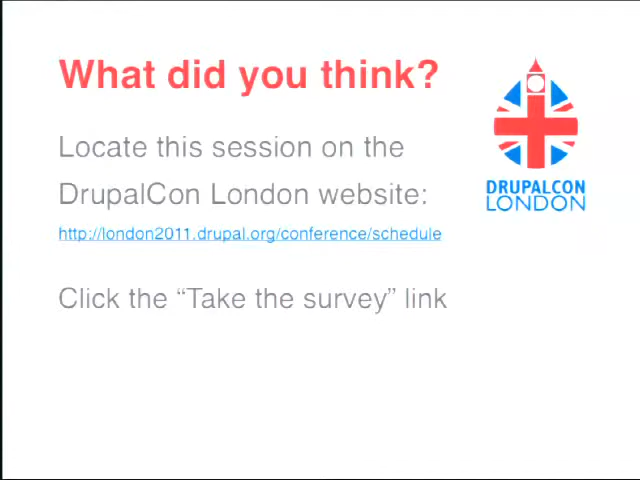 What did you think?
Locate this session on the
DrupalCon London website:
http://london2011.drupal.org/conference/schedule
Click the “Take the survey” link
DRUPALCON
LONDON